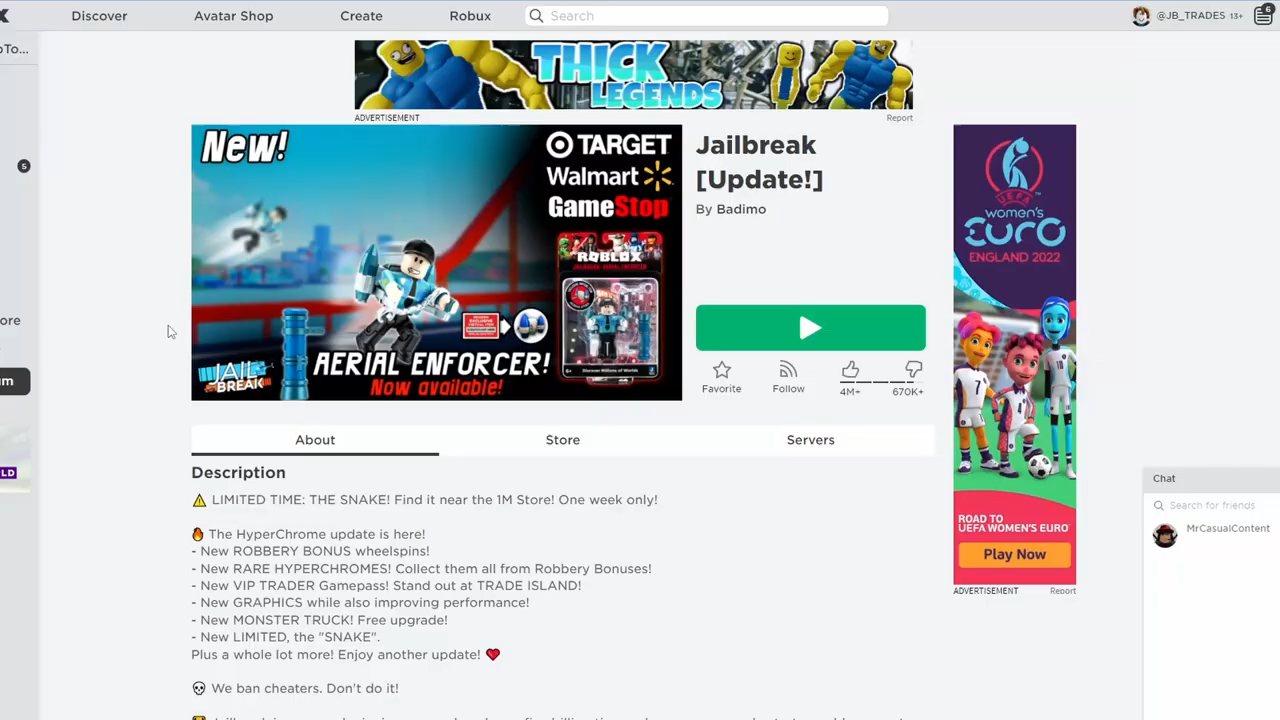 Discover
Avatar Shop
Create
Robux
Search
@JB_TRADES 13+
6
THICK
LEGENDS
ADVERTISEMENT
Report
5
New!
TARGET
Walmart
GameStop
ROBLOX
JAIL
BREAK
AERIAL ENFORCER!
Now available!
Jailbreak
[Update!]
By Badimo
Favorite
Follow
4M+
670K+
UEFA
WOMEN'S
EURO
ENGLAND 2022
ROAD TO
UEFA WOMEN'S EURO
Play Now
ADVERTISEMENT
Report
About
Store
Servers
Description
⚠ LIMITED TIME: THE SNAKE! Find it near the 1M Store! One week only!
🔥 The HyperChrome update is here!
- New ROBBERY BONUS wheelspins!
- New RARE HYPERCHROMES! Collect them all from Robbery Bonuses!
- New VIP TRADER Gamepass! Stand out at TRADE ISLAND!
- New GRAPHICS while also improving performance!
- New MONSTER TRUCK! Free upgrade!
- New LIMITED, the "SNAKE".
Plus a whole lot more! Enjoy another update! ❤
💀 We ban cheaters. Don't do it!
Chat
Search for friends
MrCasualContent